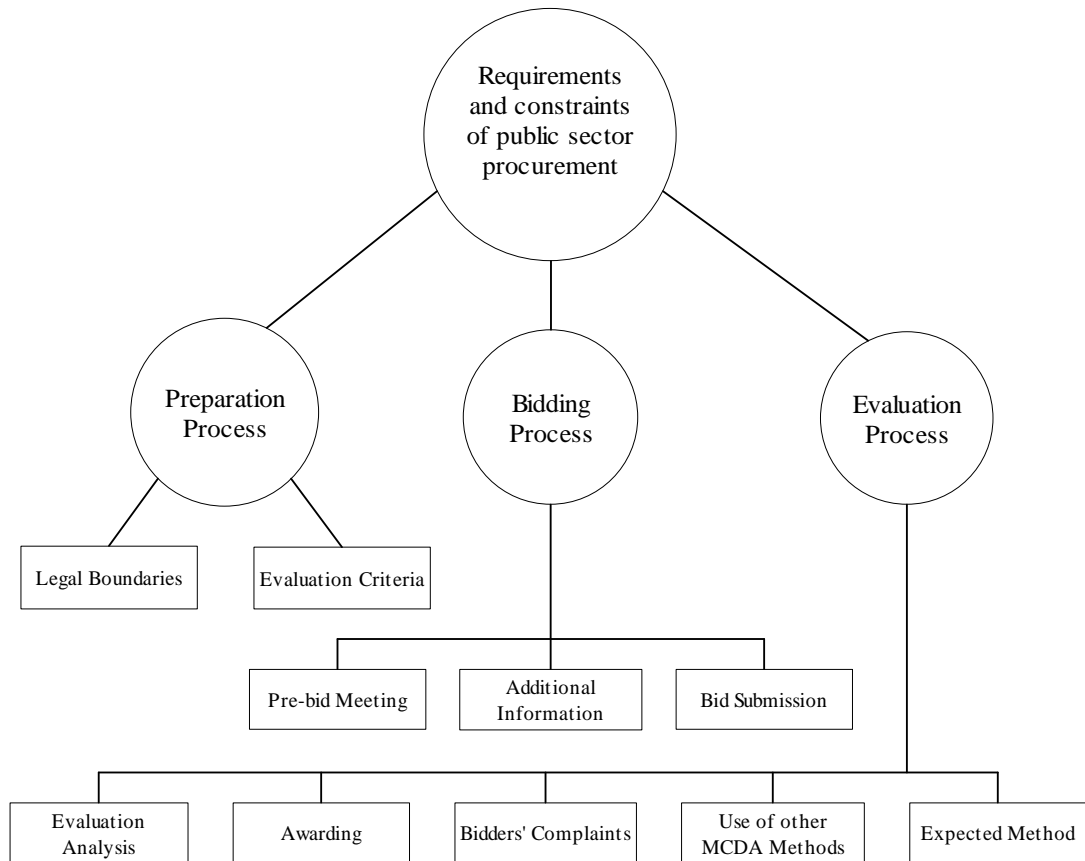 Requirements
and constraints
of public sector
procurement
Preparation
Process
Bidding
Process
Evaluation
Process
Legal Boundaries
Evaluation Criteria
Pre-bid Meeting
Additional
Information
Bid Submission
Evaluation
Analysis
Awarding
Bidders' Complaints
Use of other
MCDA Methods
Expected Method